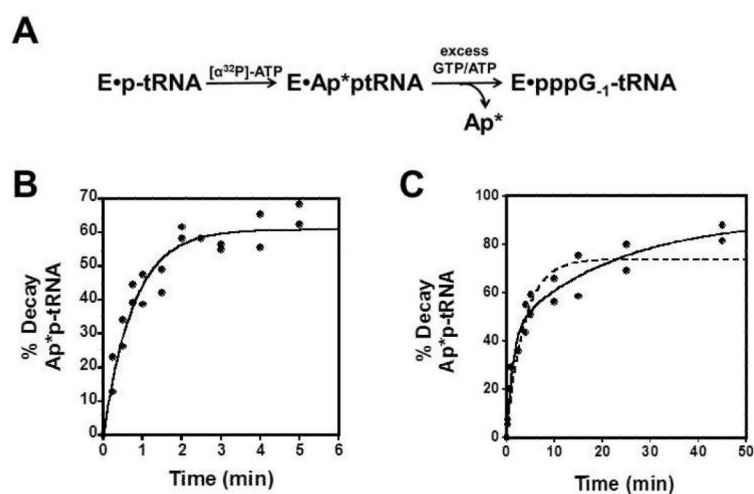 A
[α³²P]-ATP
excess
GTP/ATP
E•p-tRNA
E•Ap*ptRNA
E•pppG₋₁-tRNA
Ap*
B
% Decay
Ap*p-tRNA
70
60
50
40
30
20
10
0
0 1 2 3 4 5 6
Time (min)
C
% Decay
Ap*p-tRNA
100
80
60
40
20
0
0 10 20 30 40 50
Time (min)